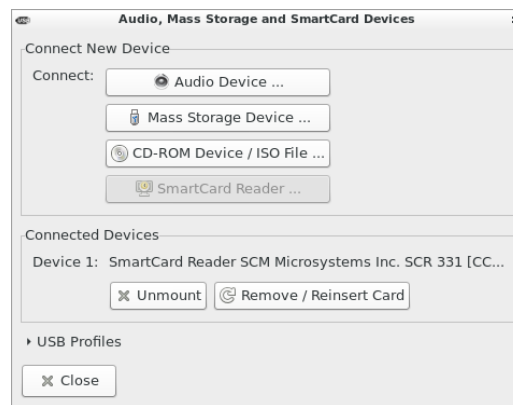 Audio, Mass Storage and SmartCard Devices
Connect New Device
Connect:
Audio Device ...
Mass Storage Device ...
CD-ROM Device / ISO File ...
SmartCard Reader ...
Connected Devices
Device 1: SmartCard Reader SCM Microsystems Inc. SCR 331 [CC...
Unmount
Remove / Reinsert Card
USB Profiles
Close